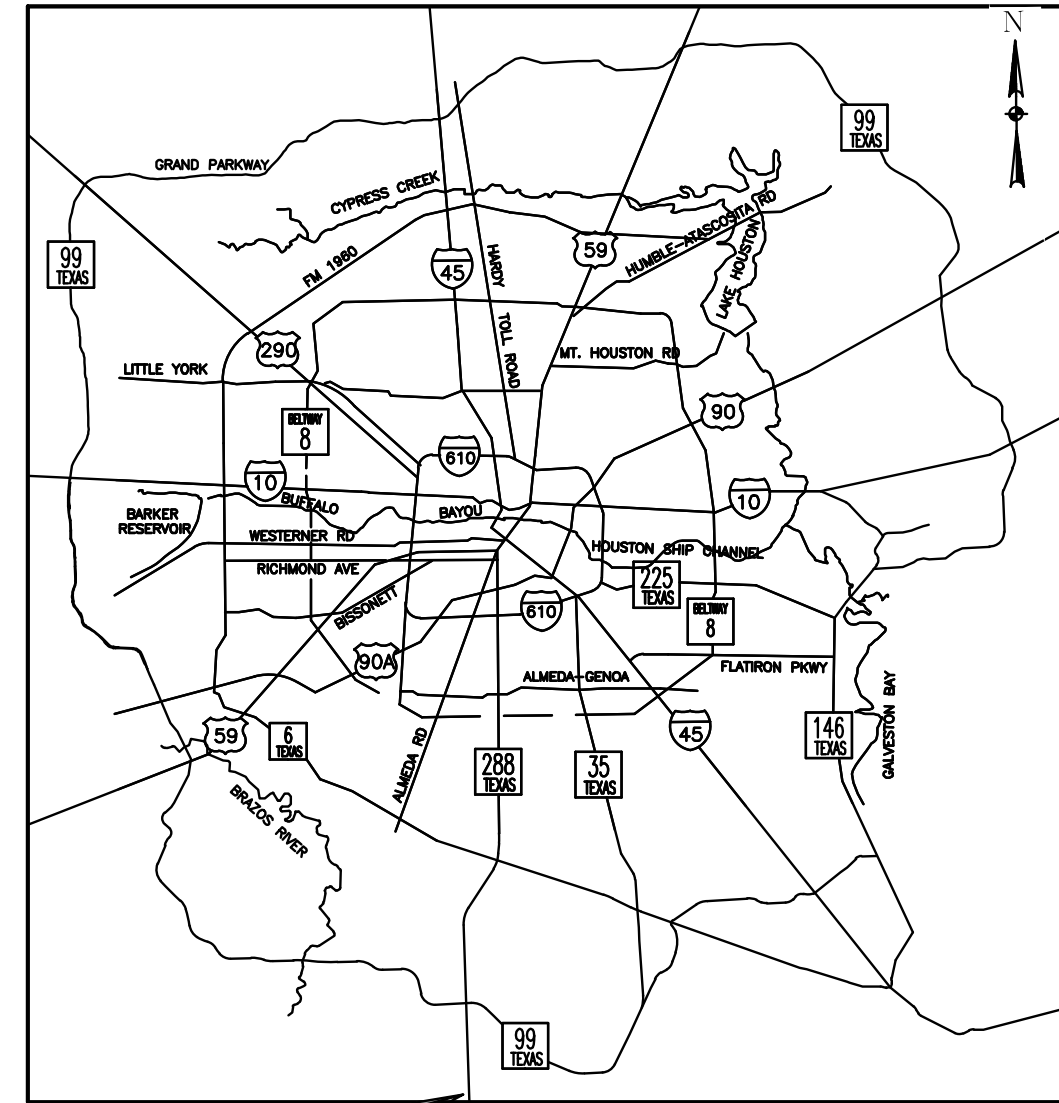 N
99
TEXAS
GRAND PARKWAY
CYPRESS CREEK
HUMBLE-ATASCOSITA RD
99
TEXAS
FM 1960
45
HARDY
TOLL ROAD
59
LAKE HOUSTON
290
MT. HOUSTON RD
LITTLE YORK
90
BELTWAY
8
610
10
10
BUFFALO
BAYOU
BARKER
RESERVOIR
WESTERNER RD
HOUSTON SHIP CHANNEL
RICHMOND AVE
225
TEXAS
BISSONETT
610
BELTWAY
8
90A
FLATIRON PKWY
ALMEDA-GENOA
GALVESTON BAY
59
6
TEXAS
45
146
TEXAS
ALMEDA RD
288
TEXAS
35
TEXAS
BRAZOS RIVER
99
TEXAS